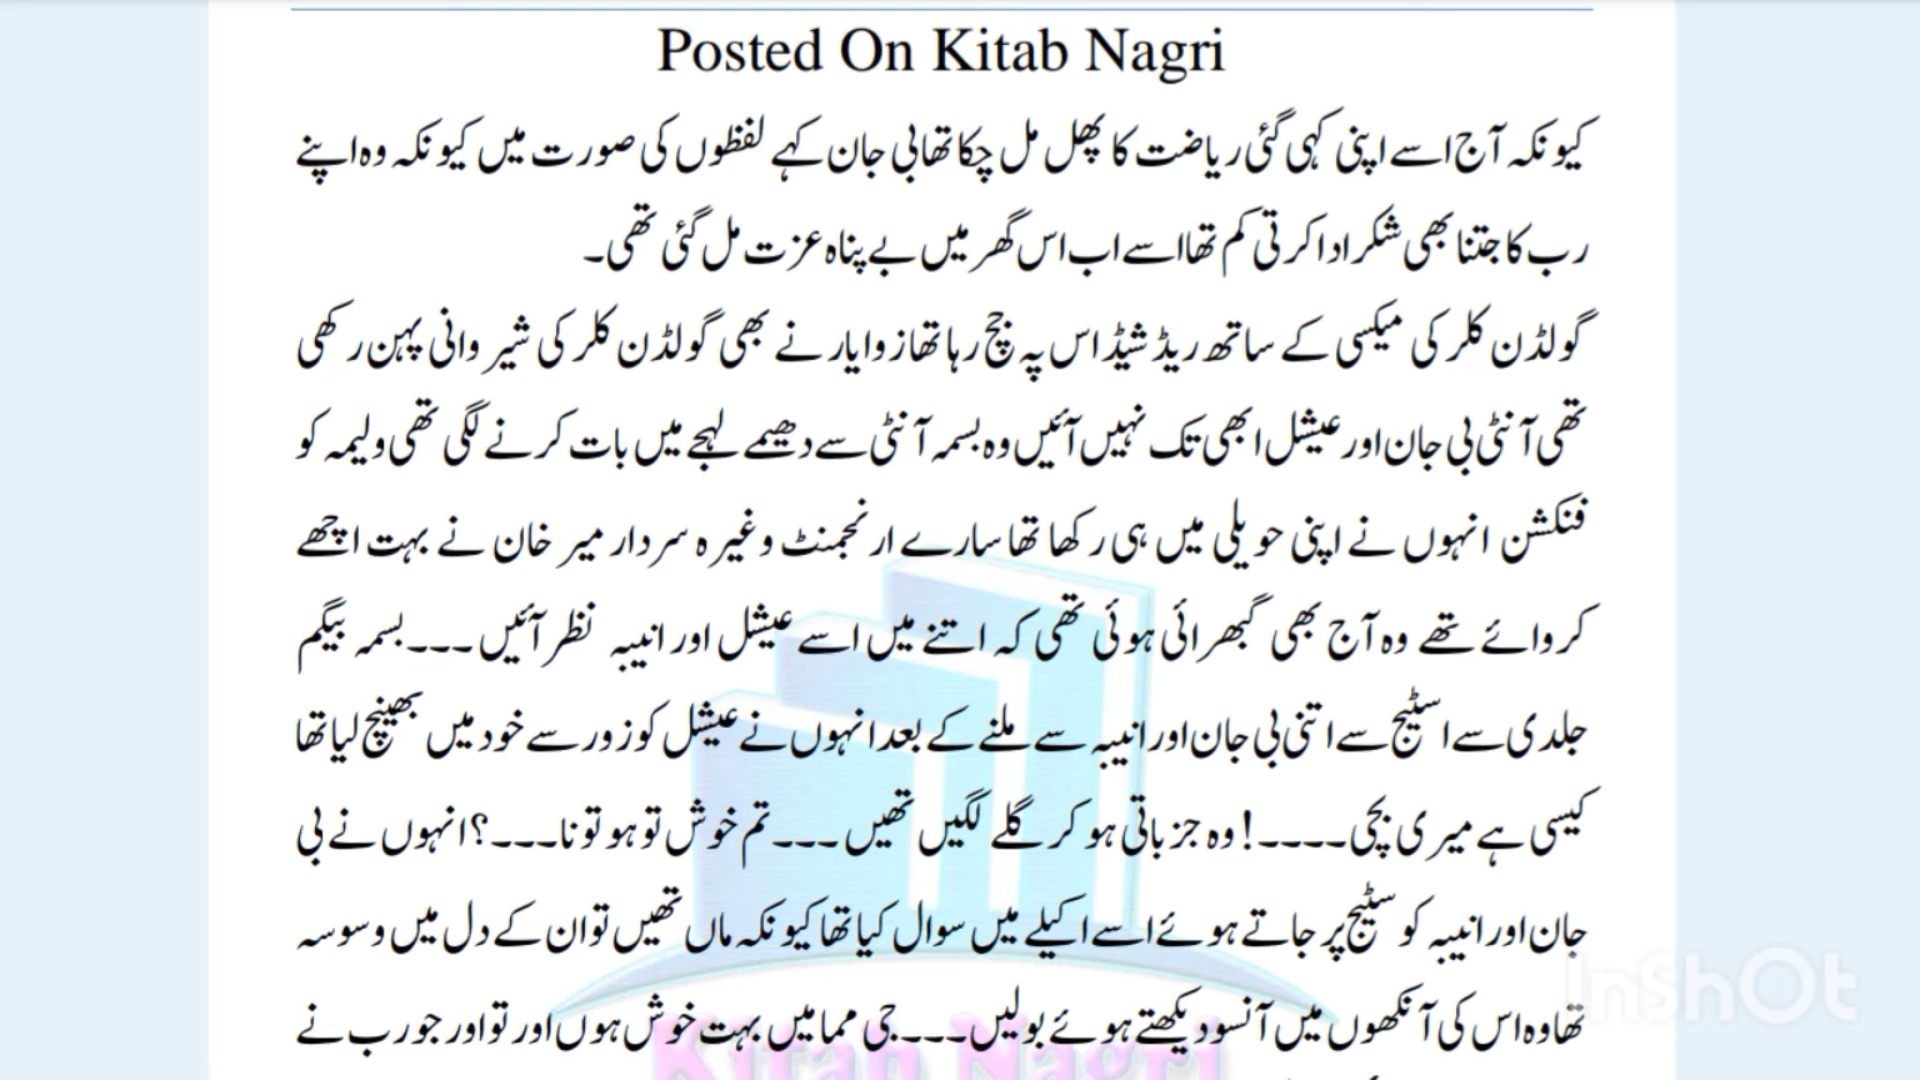 Posted On Kitab Nagri
کیونکہ آج اسے اپنی کہی گئی ریاضت کا پھل مل چکا تھا بی جان کہے لفظوں کی صورت میں کیونکہ وہ اپنے
رب کا جتنا بھی شکر ادا کرتی کم تھا اسے اب اس گھر میں بے پناہ عزت مل گئی تھی۔
گولڈن کلر کی میکسی کے ساتھ ریڈ شیڈ اس پہ جچ رہا تھا زوایار نے بھی گولڈن کلر کی شیروانی پہن رکھی
تھی آنٹی بی جان اور عیشل ابھی تک نہیں آئیں وہ بسمہ آنٹی سے دھیمے لہجے میں بات کرنے لگی تھی ولیمہ کو
فنکشن انہوں نے اپنی حویلی میں ہی رکھا تھا سارے ارنجمنٹ وغیرہ سردار میر خان نے بہت اچھے
کروائے تھے وہ آج بھی گبھرائی ہوئی تھی کہ اتنے میں اسے عیشل اور انیبہ نظر آئیں۔۔۔ بسمہ بیگم
جلدی سے اسٹیج سے اتنی بی جان اور انیبہ سے ملنے کے بعد انہوں نے عیشل کو زور سے خود میں بھینچ لیا تھا
کیسی ہے میری بچی۔۔۔۔! وہ جزباتی ہو کر گلے لگیں تھیں۔۔۔ تم خوش تو ہو تو نا۔۔۔؟ انہوں نے بی
جان اور انیبہ کو سٹیج پر جاتے ہوئے اسے اکیلے میں سوال کیا تھا کیونکہ ماں تھیں تو ان کے دل میں وسوسہ
تھا وہ اس کی آنکھوں میں آنسو دیکھتے ہوئے بولیں۔۔۔ جی مما میں بہت خوش ہوں اور تو اور جو رب نے
Kitab Nagri
InShOt